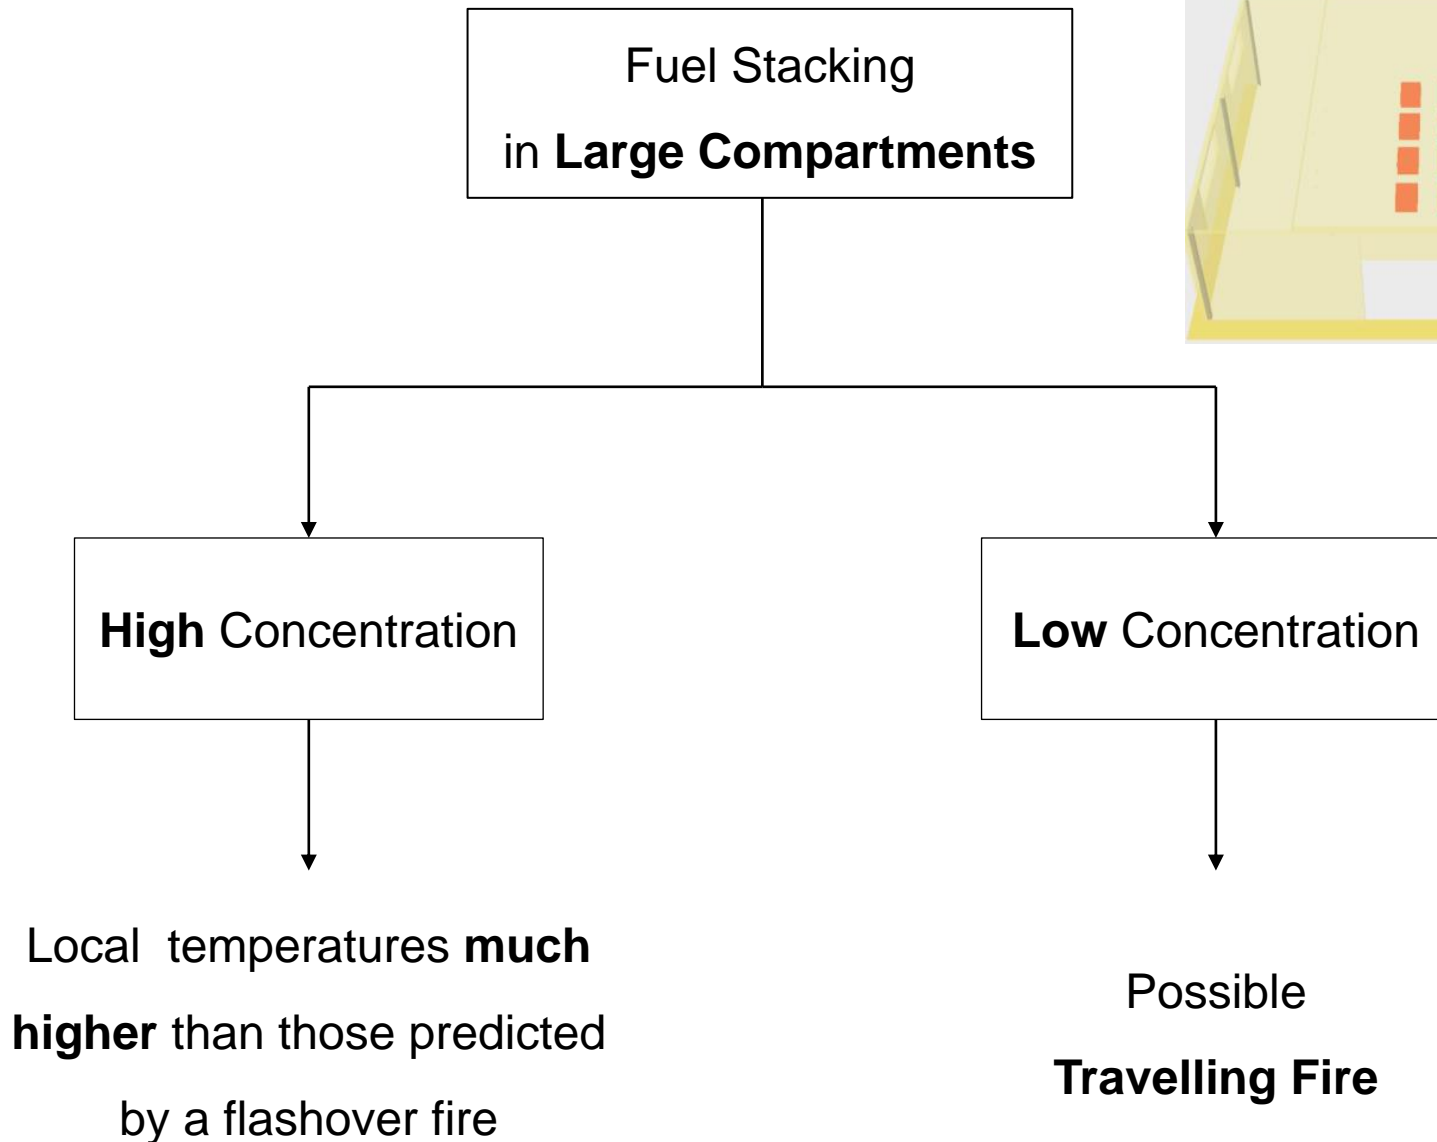 Fuel Stacking
in Large Compartments
High Concentration
Low Concentration
Local temperatures much
higher than those predicted
by a flashover fire
Possible
Travelling Fire